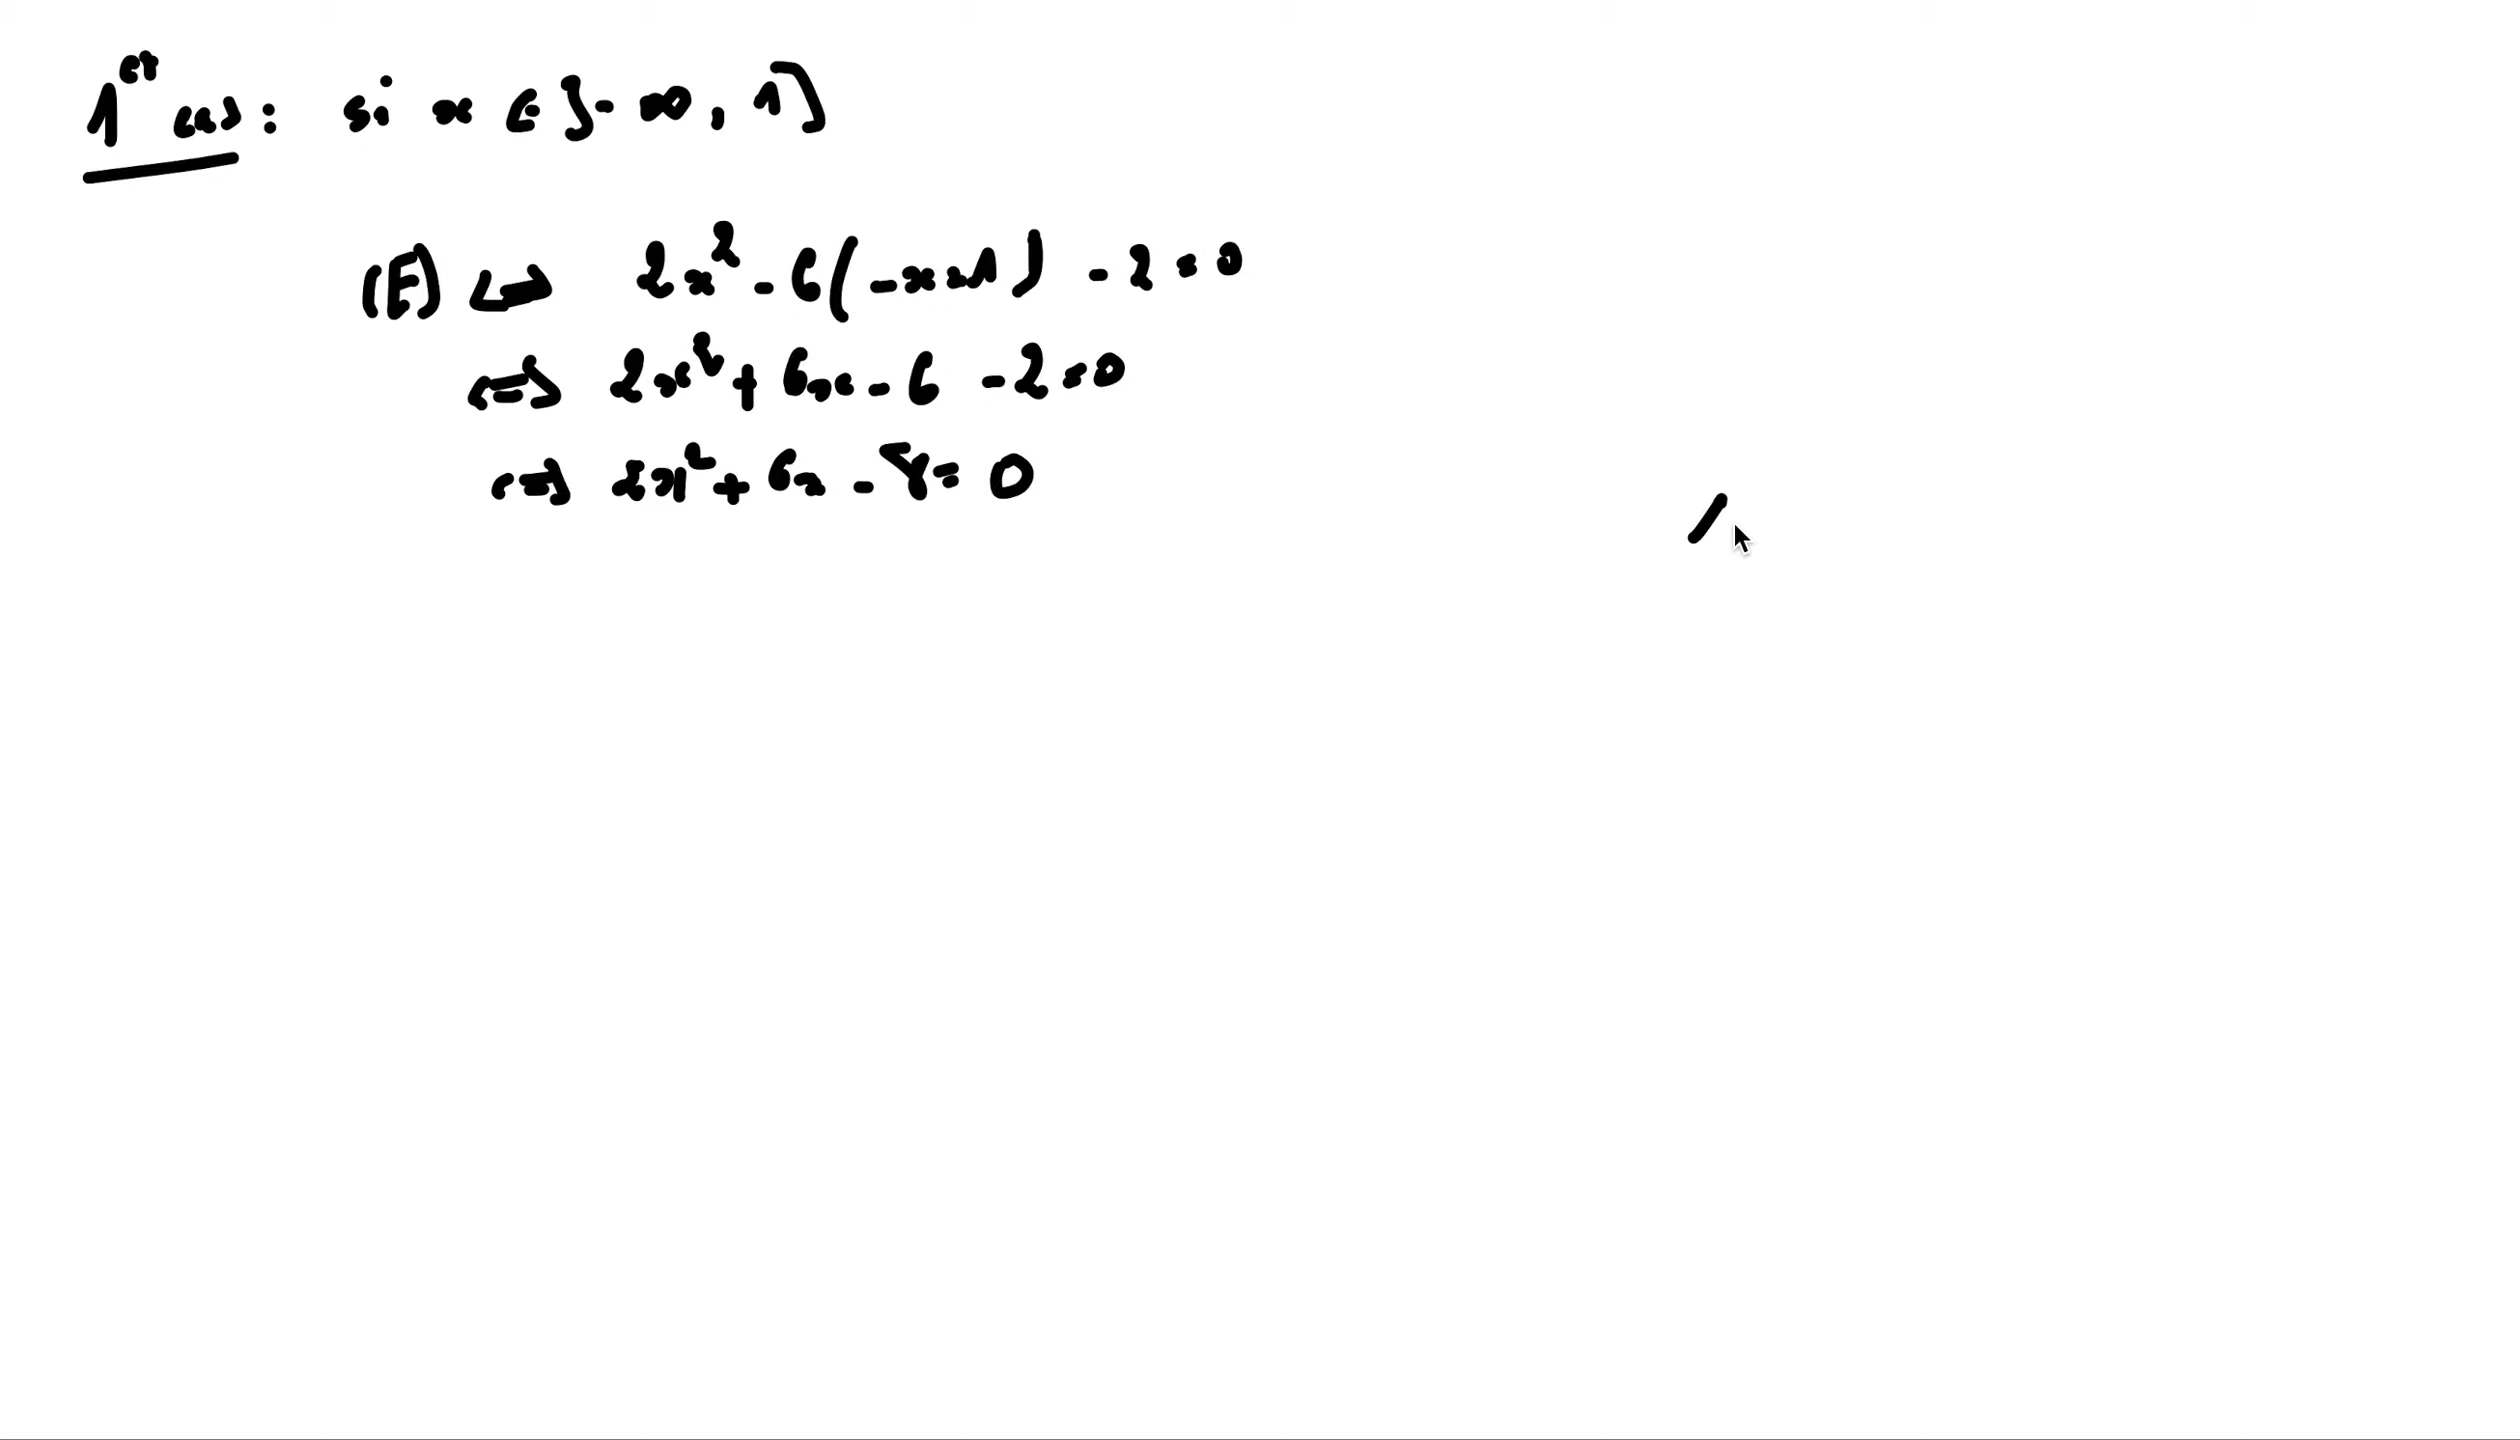 1er cas : si x ∈ ]-∞, 1]
(E) ⇔ 2x² - 6(-x+1) - 2 = 0
⇔ 2x² + 6x - 6 - 2 = 0
⇔ 2x² + 6x - 8 = 0